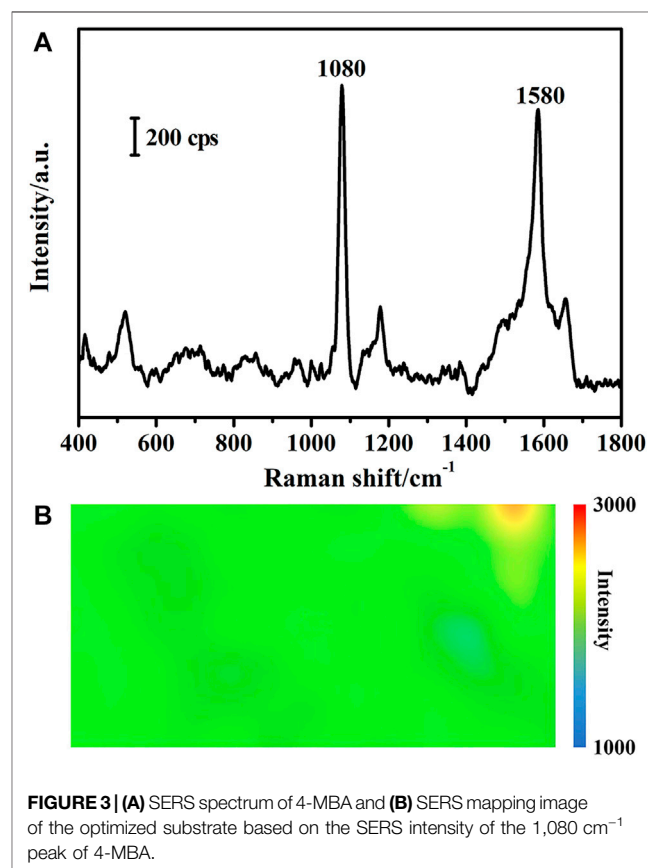 A
1080
1580
200 cps
Intensity/a.u.
400 600 800 1000 1200 1400 1600 1800
Raman shift/cm⁻¹
B
3000
Intensity
1000
FIGURE 3 | (A) SERS spectrum of 4-MBA and (B) SERS mapping image
of the optimized substrate based on the SERS intensity of the 1,080 cm⁻¹
peak of 4-MBA.